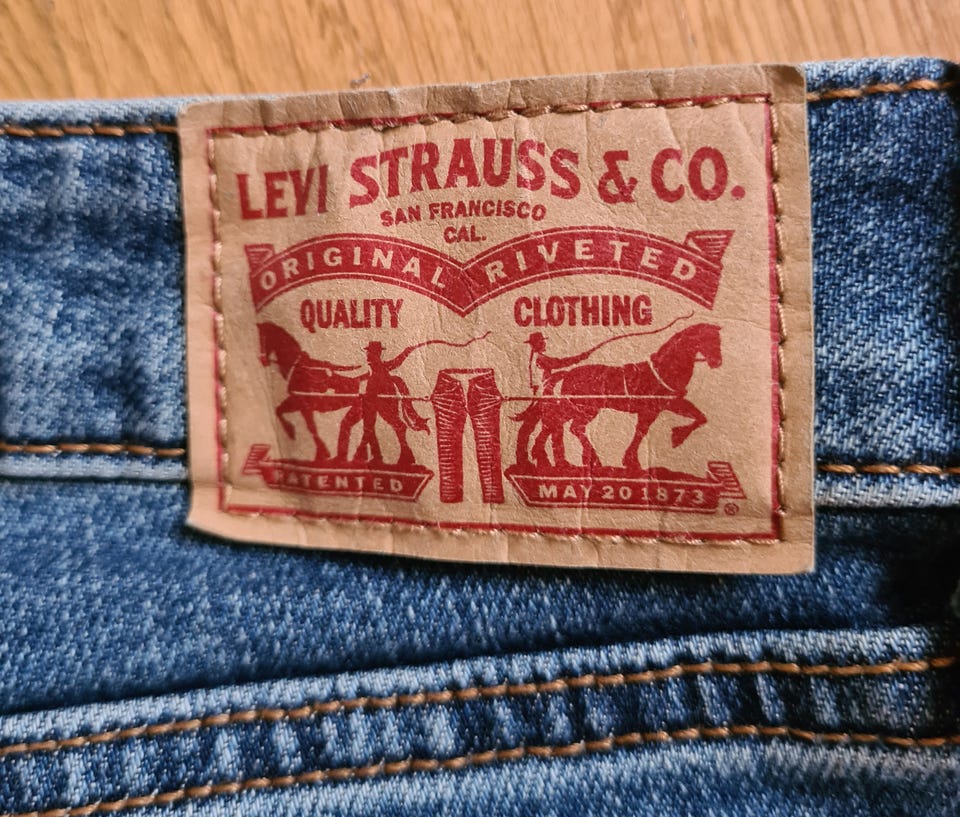 LEVI STRAUSS & CO.
SAN FRANCISCO
CAL.
ORIGINAL RIVETED
QUALITY CLOTHING
PATENTED MAY 20 1873 ®